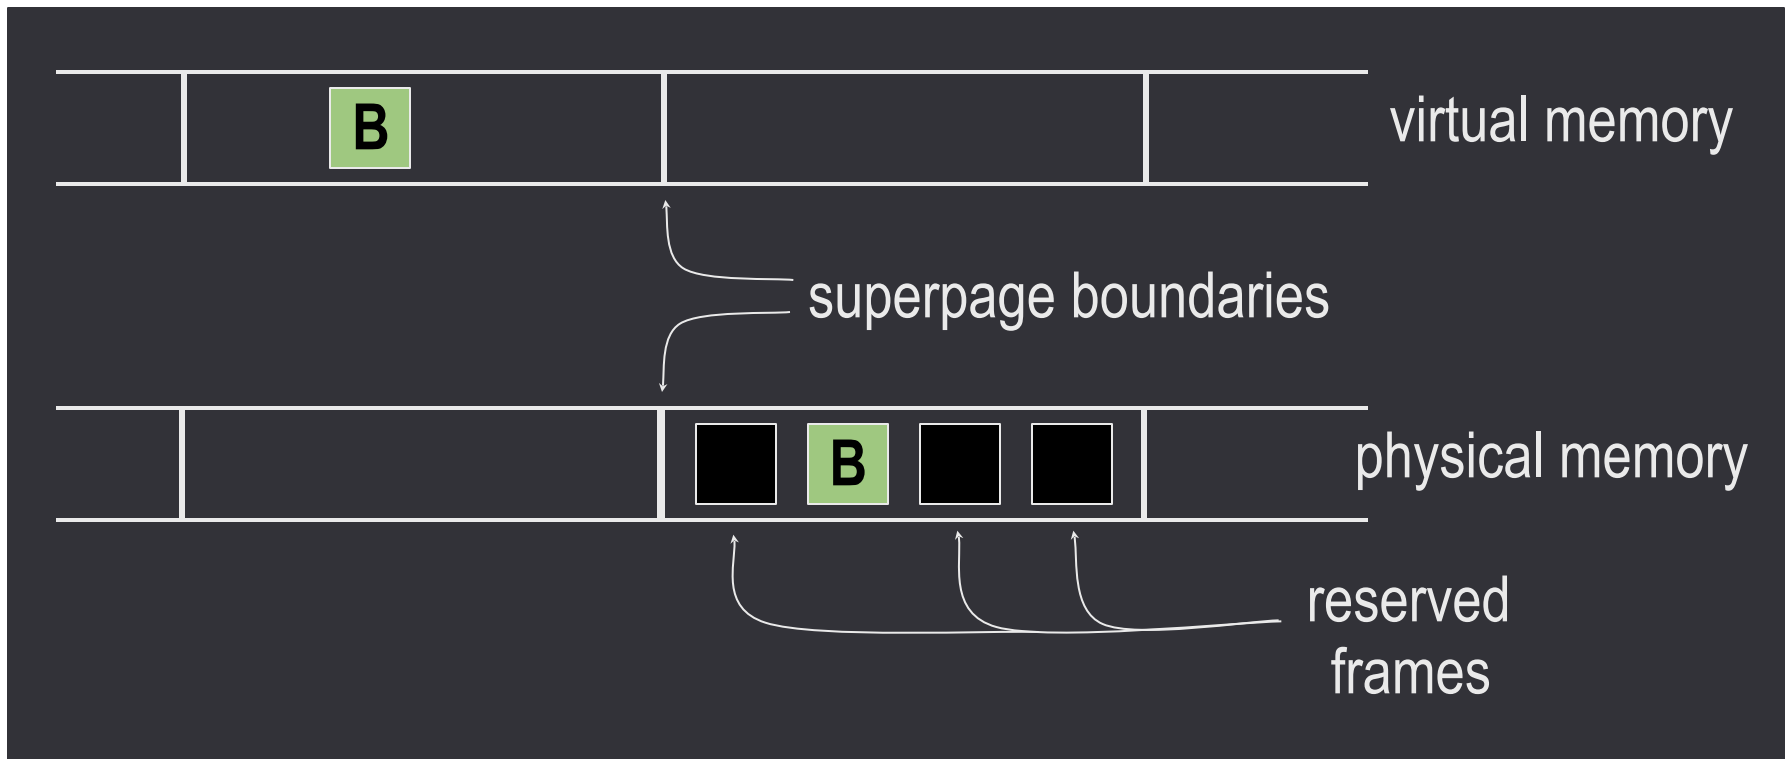 B
virtual memory
superpage boundaries
B
physical memory
reserved
frames